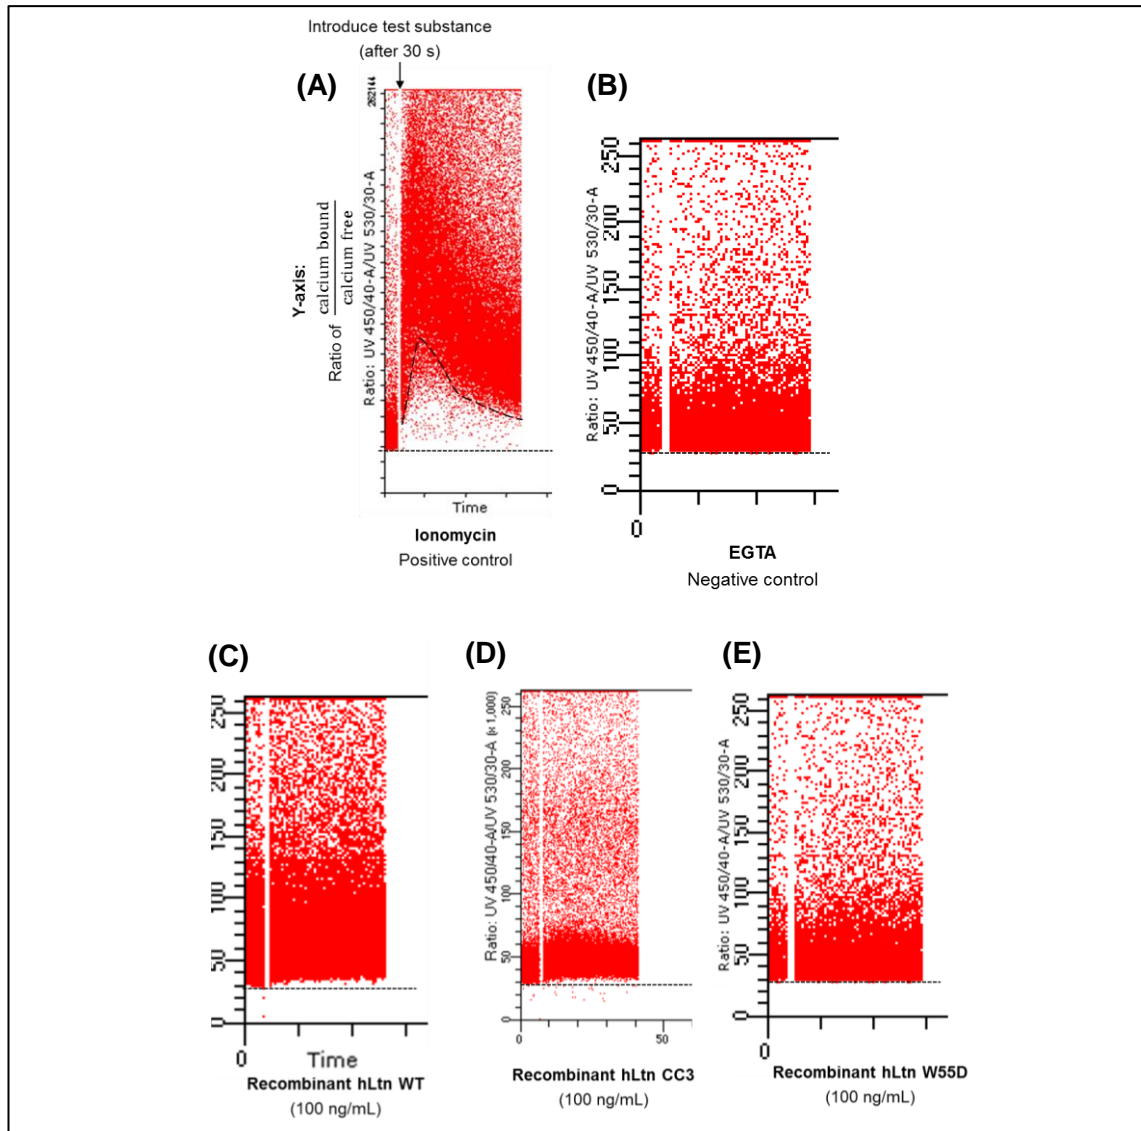 Introduce test substance
(after 30 s)
(A)
262144
Y-axis:
Ratio of calcium bound
calcium free
Ratio: UV 450/40-A/UV 530/30-A
Time
Ionomycin
Positive control
(B)
250
200
150
100
50
0
Ratio: UV 450/40-A/UV 530/30-A
0
EGTA
Negative control
(C)
250
200
150
100
50
0
0
Time
Recombinant hLtn WT
(100 ng/mL)
(D)
Ratio: UV 450/40-A/UV 530/30-A (x 1,000)
250
200
150
100
50
0
0 50
Recombinant hLtn CC3
(100 ng/mL)
(E)
Ratio: UV 450/40-A/UV 530/30-A
250
200
150
100
50
0
0
Recombinant hLtn W55D
(100 ng/mL)